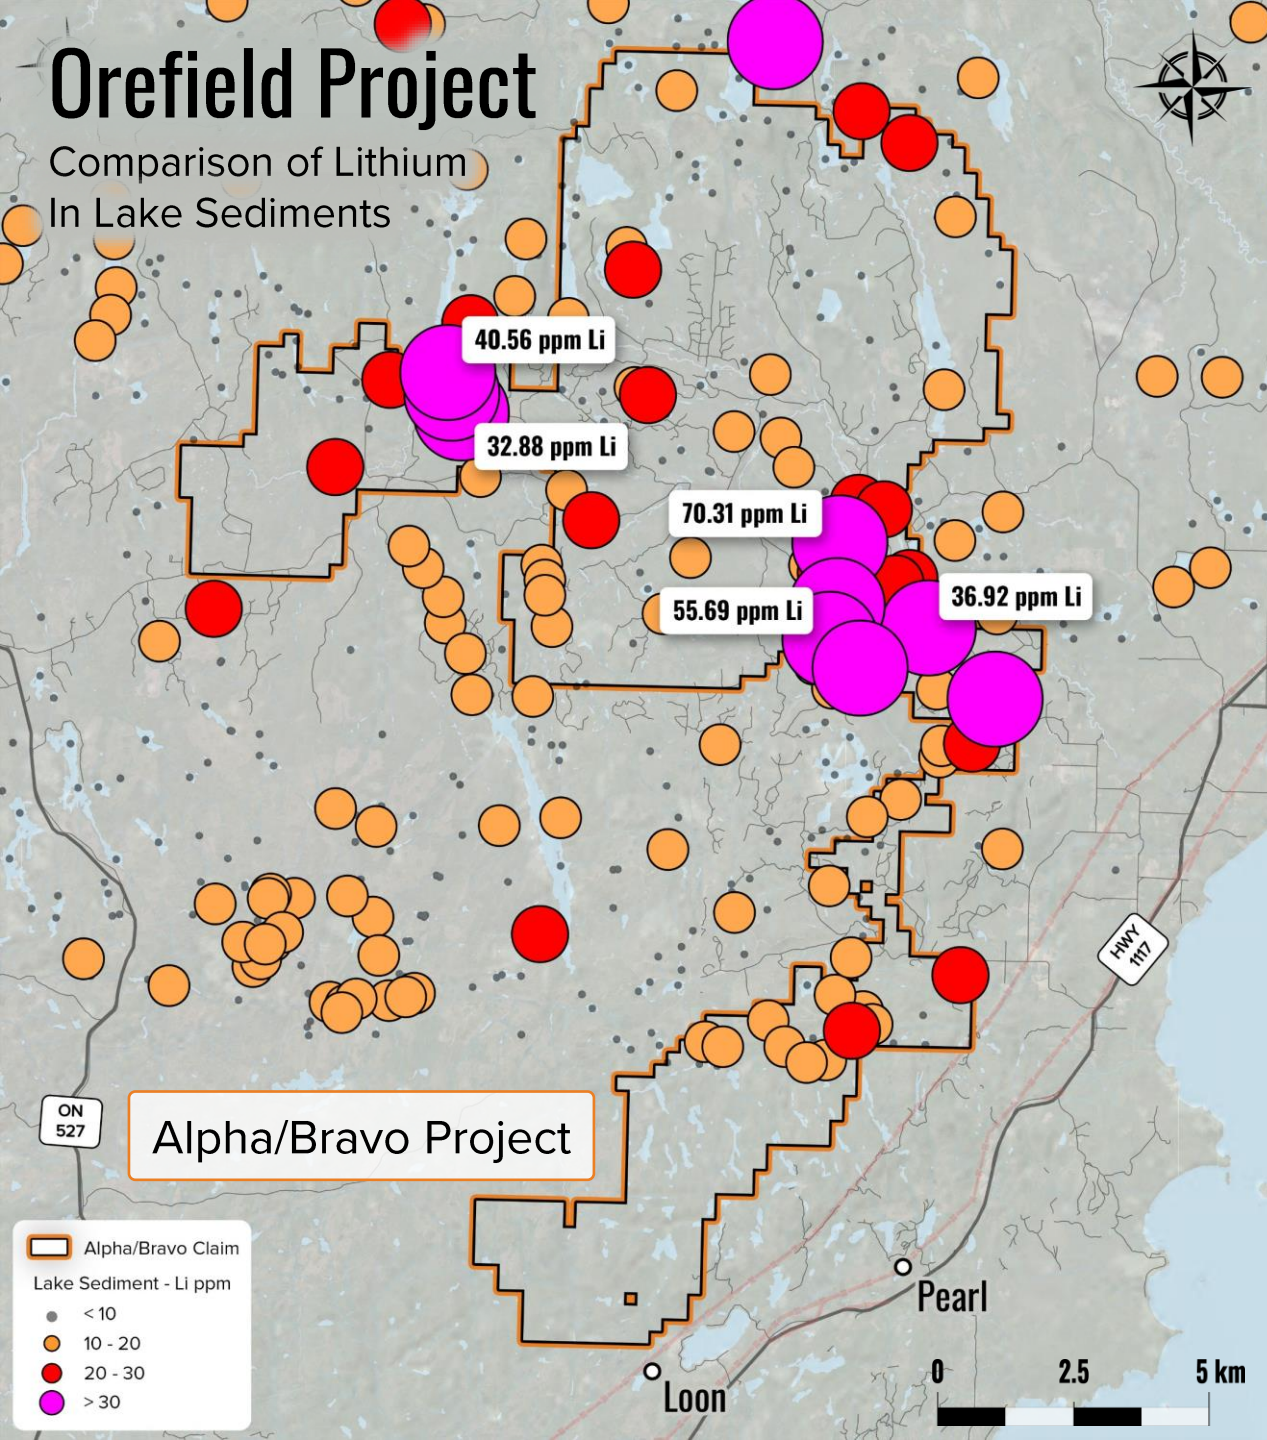 Orefield Project
Comparison of Lithium
In Lake Sediments
40.56 ppm Li
32.88 ppm Li
70.31 ppm Li
55.69 ppm Li
36.92 ppm Li
HWY
1117
ON
527
Alpha/Bravo Project
Alpha/Bravo Claim
Lake Sediment - Li ppm
< 10
10 - 20
20 - 30
> 30
Pearl
Loon
0 2.5 5 km